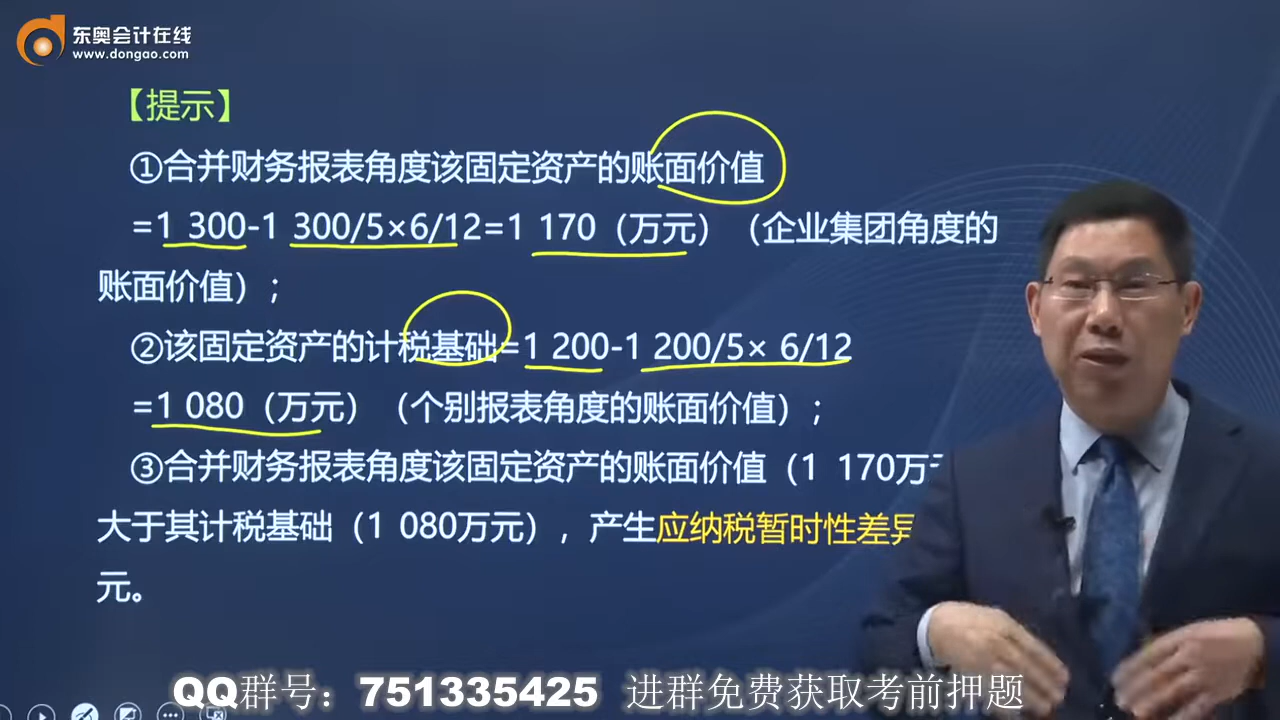 东奥会计在线
www.dongao.com
【提示】
①合并财务报表角度该固定资产的账面价值
=1 300-1 300/5×6/12=1 170（万元）（企业集团角度的
账面价值）；
②该固定资产的计税基础=1 200-1 200/5× 6/12
=1 080（万元）（个别报表角度的账面价值）；
③合并财务报表角度该固定资产的账面价值（1 170万
大于其计税基础（1 080万元），产生应纳税暂时性差异
元。
QQ群号：751335425 进群免费获取考前押题